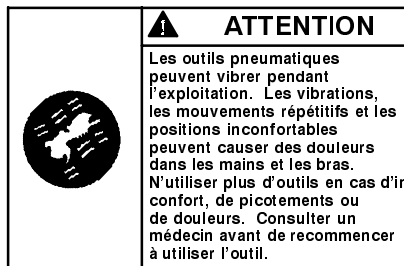 ATTENTION
Les outils pneumatiques
peuvent vibrer pendant
l'exploitation. Les vibrations,
les mouvements répétitifs et les
positions inconfortables
peuvent causer des douleurs
dans les mains et les bras.
N'utiliser plus d'outils en cas d'in
confort, de picotements ou
de douleurs. Consulter un
médecin avant de recommencer
à utiliser l'outil.